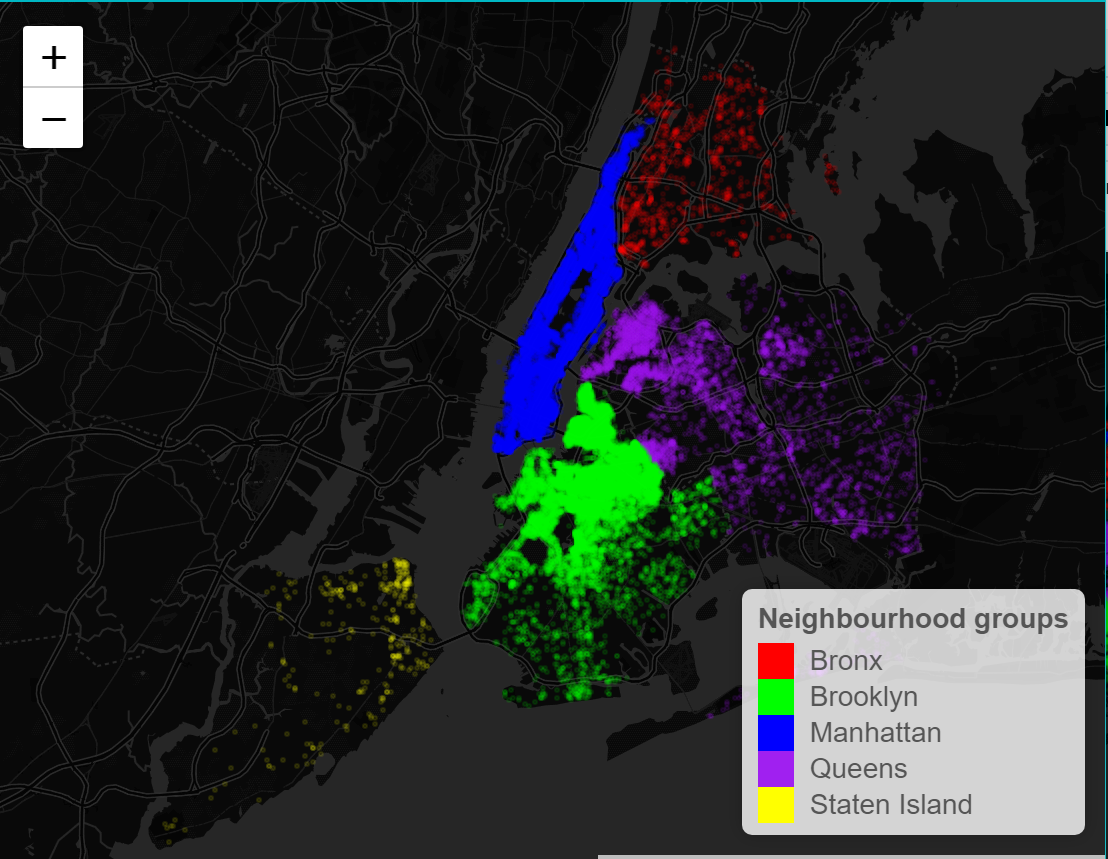 +
−
Neighbourhood groups
Bronx
Brooklyn
Manhattan
Queens
Staten Island